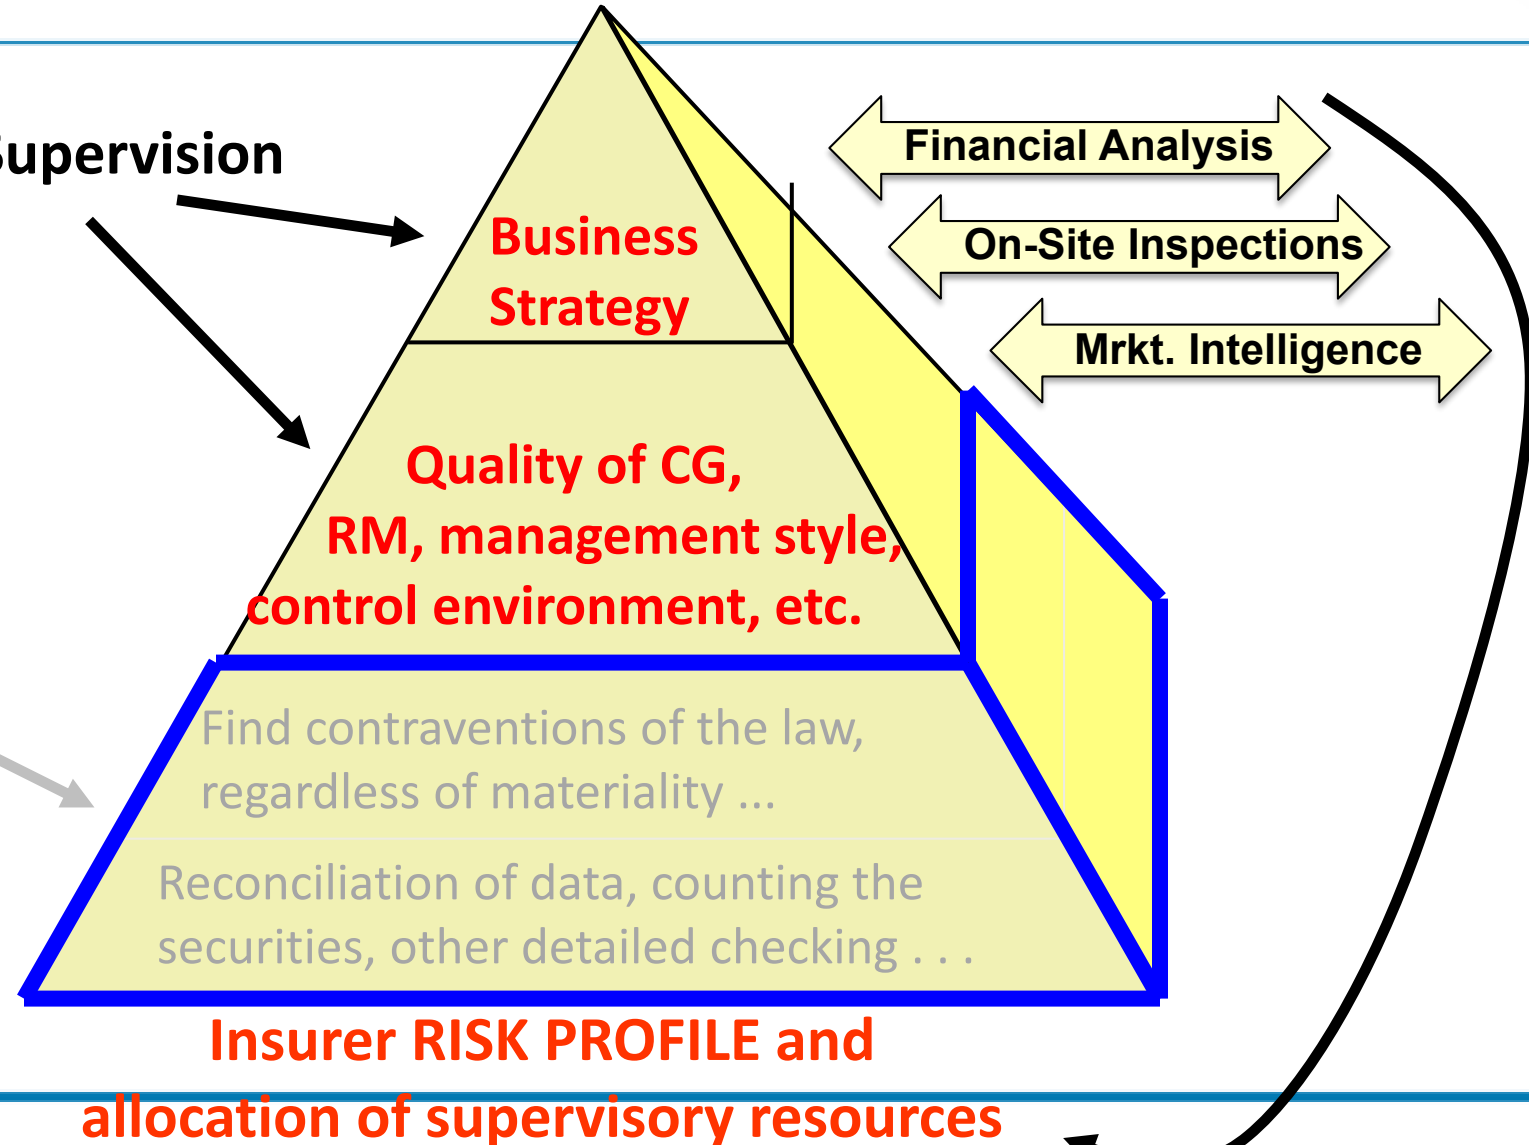 Supervision
Financial Analysis
On-Site Inspections
Mrkt. Intelligence
Business
Strategy
Quality of CG,
RM, management style,
control environment, etc.
Find contraventions of the law,
regardless of materiality ...
Reconciliation of data, counting the
securities, other detailed checking . . .
Insurer RISK PROFILE and
allocation of supervisory resources